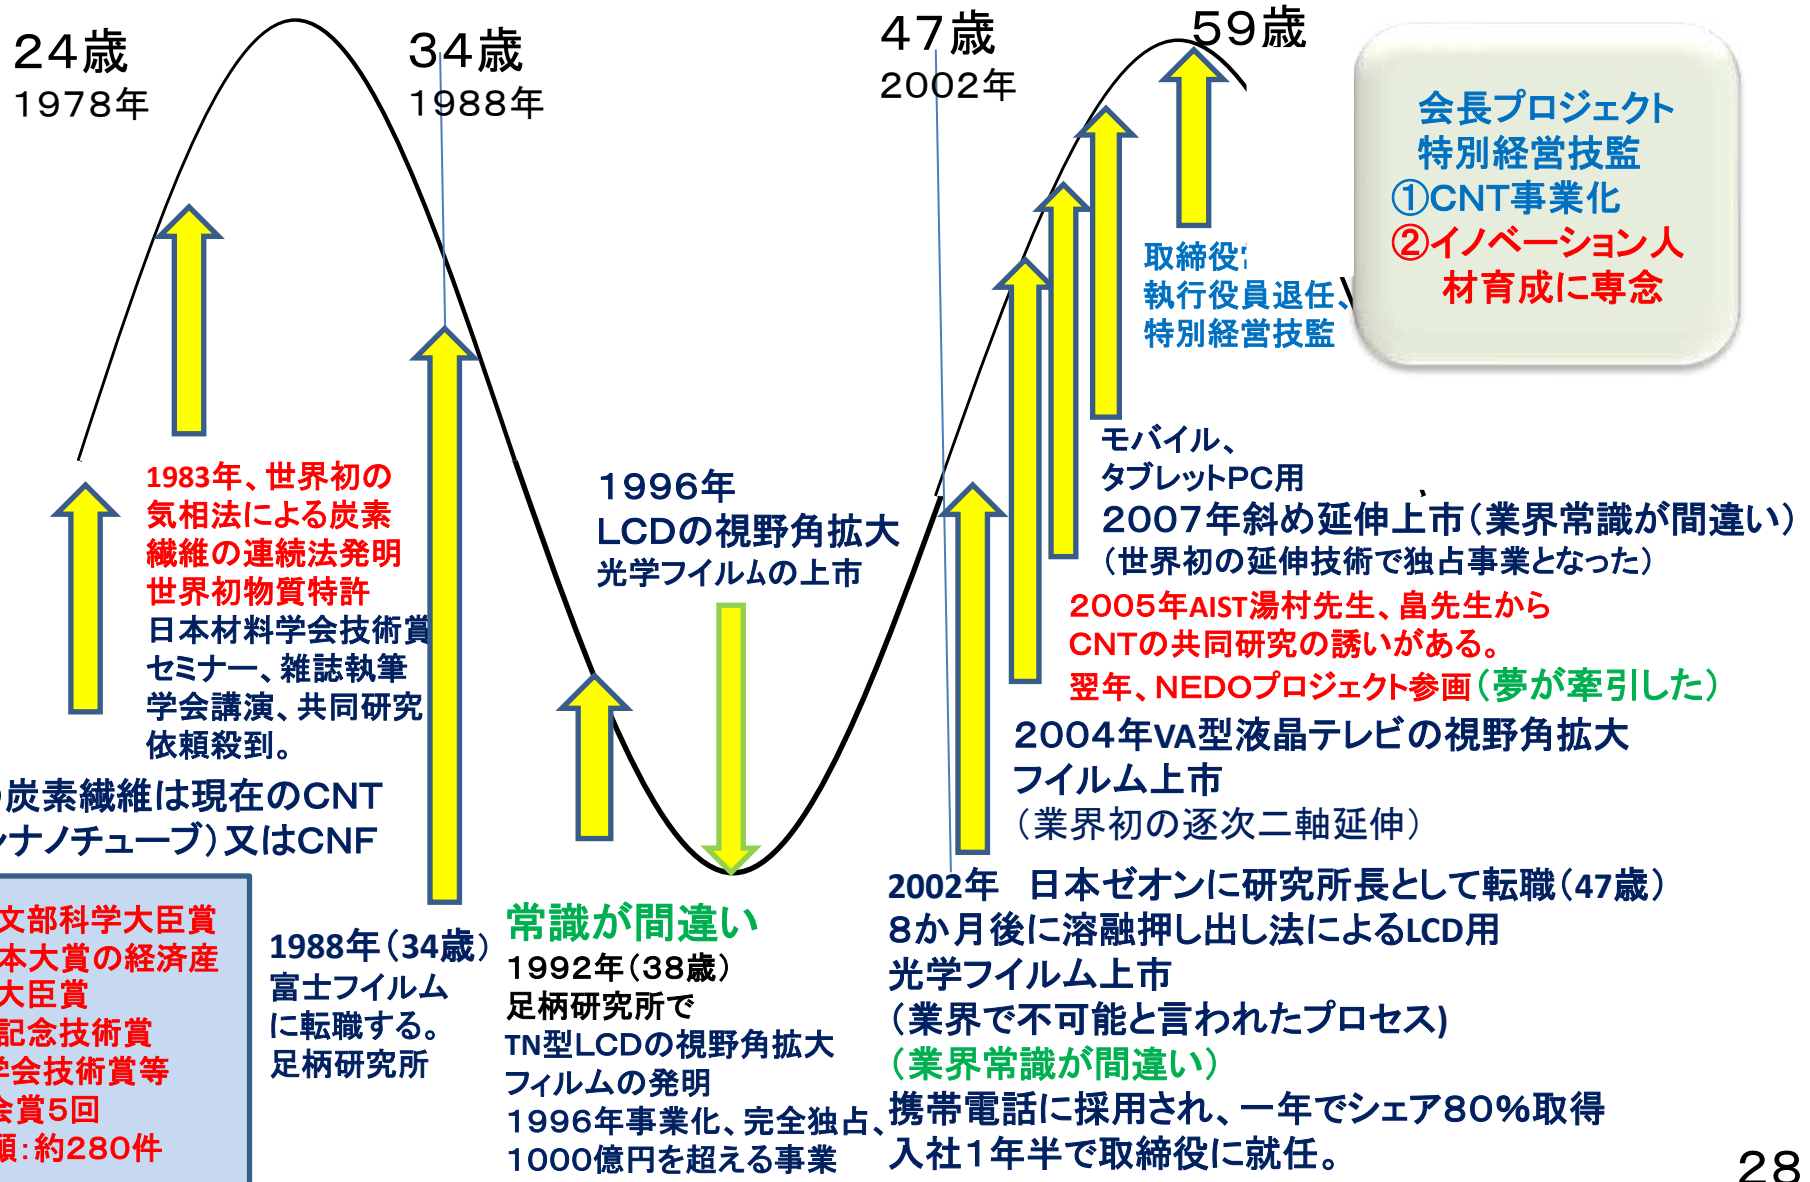 24歳
1978年
34歳
1988年
47歳
2002年
59歳
会長プロジェクト
特別経営技監
①CNT事業化
②イノベーション人
材育成に専念
取締役
執行役員退任、
特別経営技監
1983年、世界初の
気相法による炭素
繊維の連続法発明
世界初物質特許
日本材料学会技術賞
セミナー、雑誌執筆
学会講演、共同研究
依頼殺到。
炭素繊維は現在のCNT
ナノチューブ）又はCNF
文部科学大臣賞
本大賞の経済産
大臣賞
記念技術賞
学会技術賞等
会賞5回
：約280件
1988年（34歳）
富士フイルム
に転職する。
足柄研究所
1996年
LCDの視野角拡大
光学フイルムの上市
常識が間違い
1992年（38歳）
足柄研究所で
TN型LCDの視野角拡大
フィルムの発明
1996年事業化、完全独占、
1000億円を超える事業
モバイル、
タブレットPC用
2007年斜め延伸上市（業界常識が間違い）
（世界初の延伸技術で独占事業となった）
2005年AIST湯村先生、畠先生から
CNTの共同研究の誘いがある。
翌年、NEDOプロジェクト参画（夢が牽引した）
2004年VA型液晶テレビの視野角拡大
フイルム上市
（業界初の逐次二軸延伸）
2002年　日本ゼオンに研究所長として転職（47歳）
8か月後に溶融押し出し法によるLCD用
光学フイルム上市
（業界で不可能と言われたプロセス)
（業界常識が間違い）
携帯電話に採用され、一年でシェア80％取得
入社1年半で取締役に就任。
28